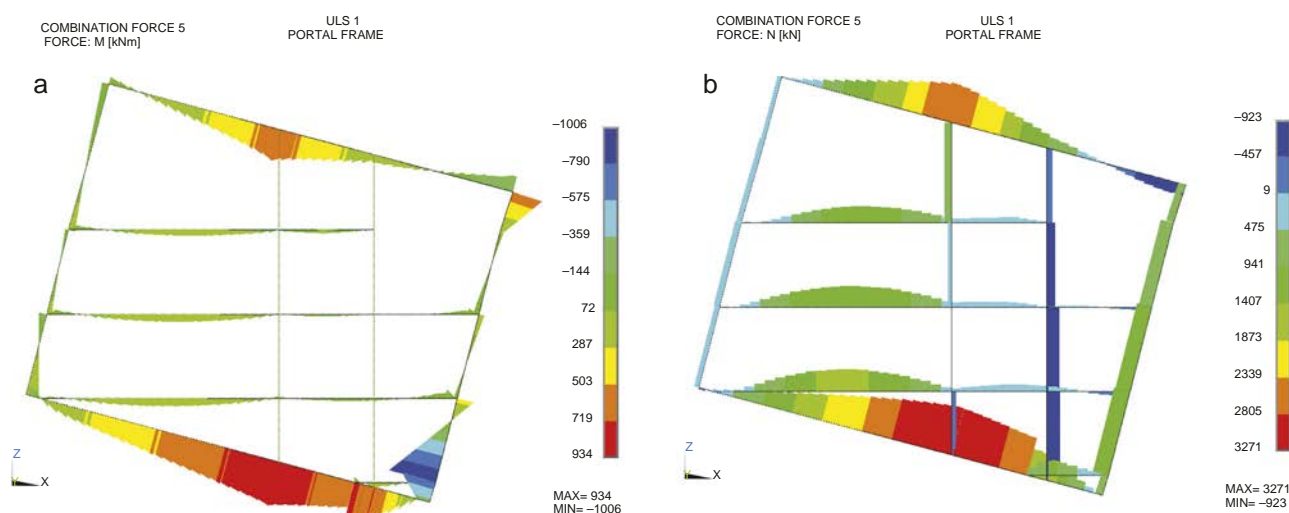 COMBINATION FORCE 5
FORCE: M [kNm]
ULS 1
PORTAL FRAME
a
–1006
–790
–575
–359
–144
72
287
503
719
934
Z
X
MAX= 934
MIN= –1006
COMBINATION FORCE 5
FORCE: N [kN]
ULS 1
PORTAL FRAME
b
–923
–457
9
475
941
1407
1873
2339
2805
3271
Z
X
MAX= 3271
MIN= –923